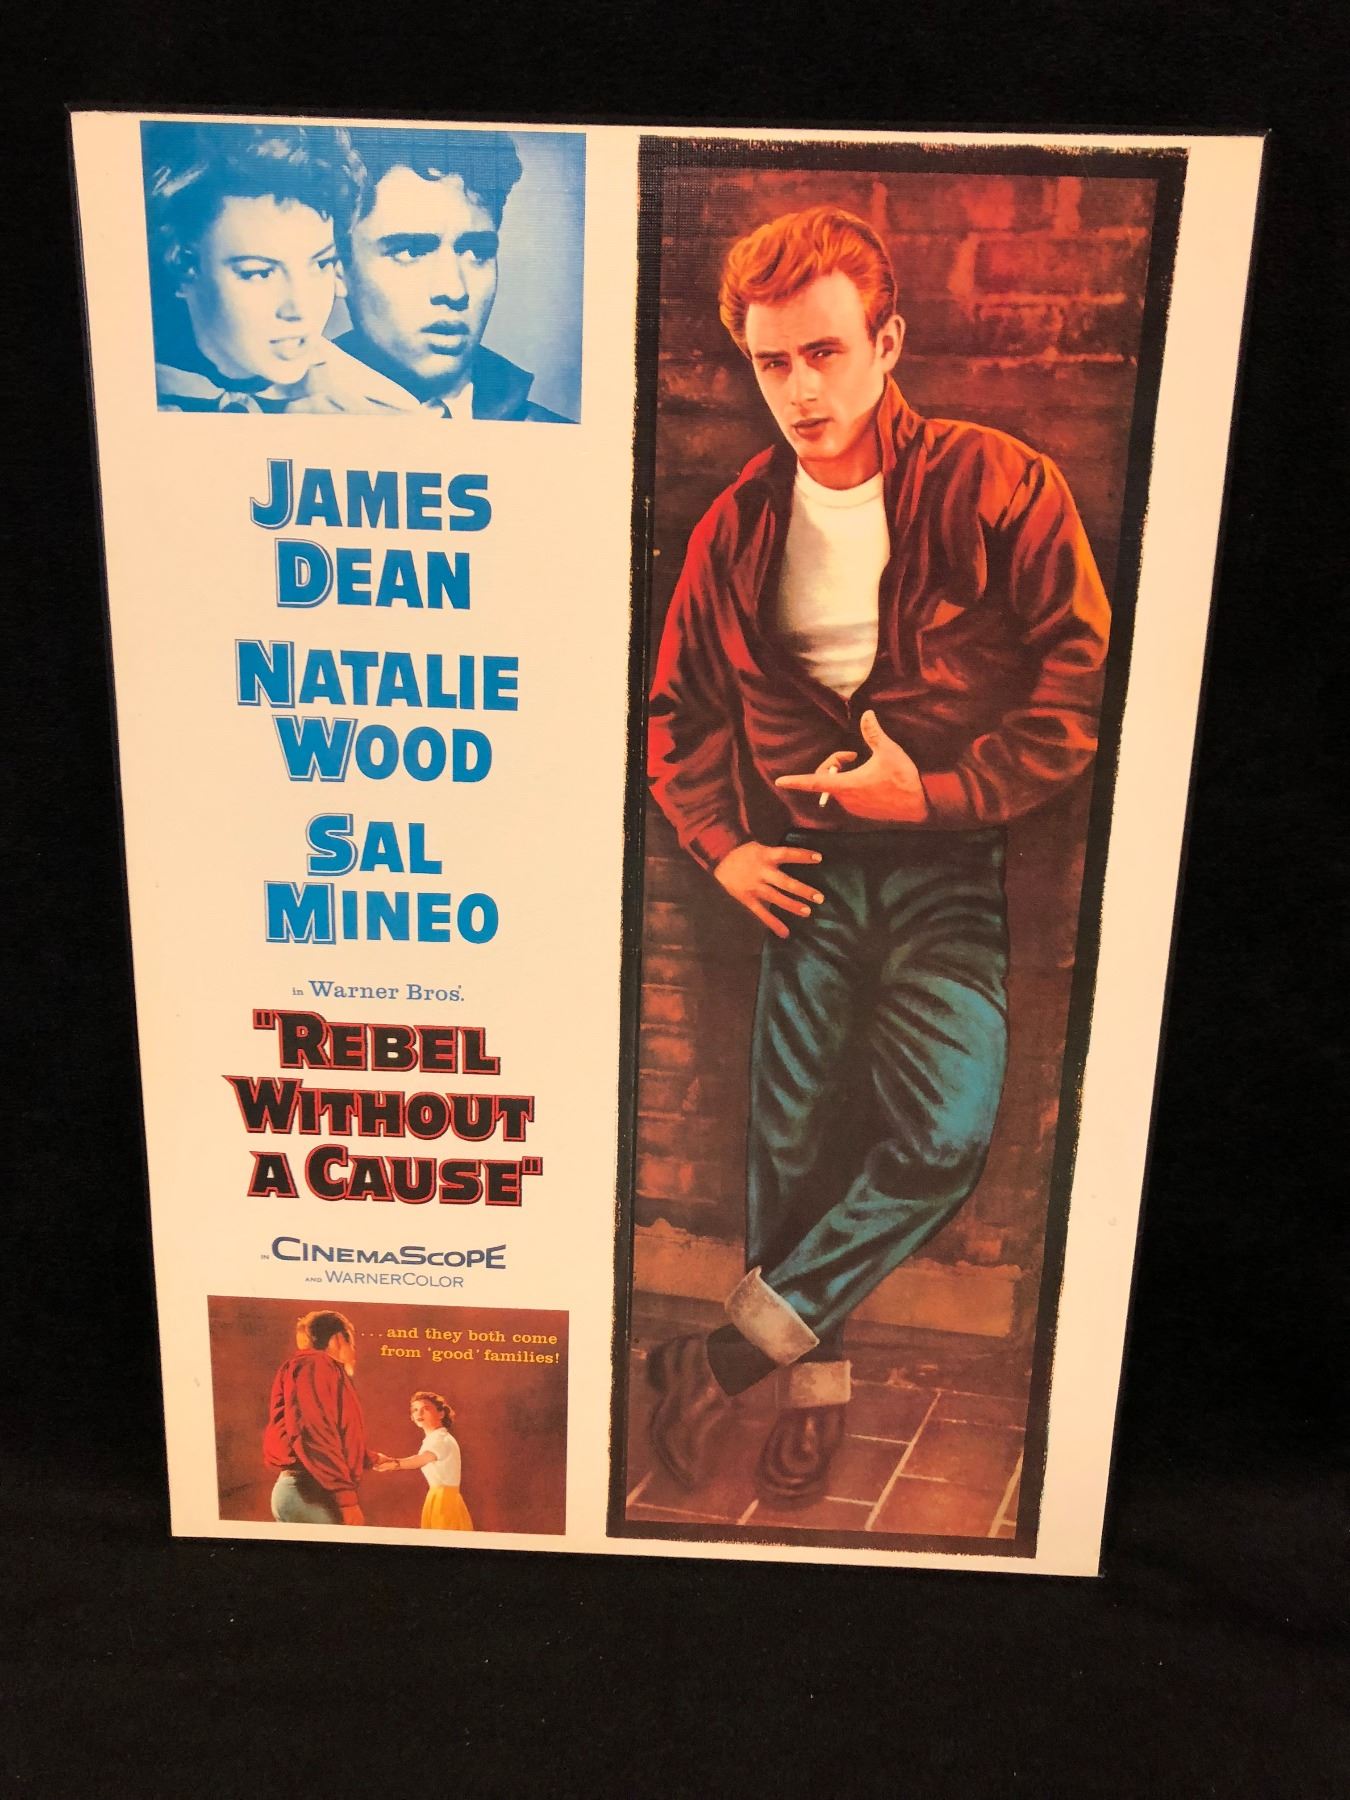 JAMES
DEAN
NATALIE
WOOD
SAL
MINEO
in Warner Bros.'
"REBEL
WITHOUT
A CAUSE"
IN CINEMASCOPE
AND WARNERCOLOR
...and they both come
from 'good' families!